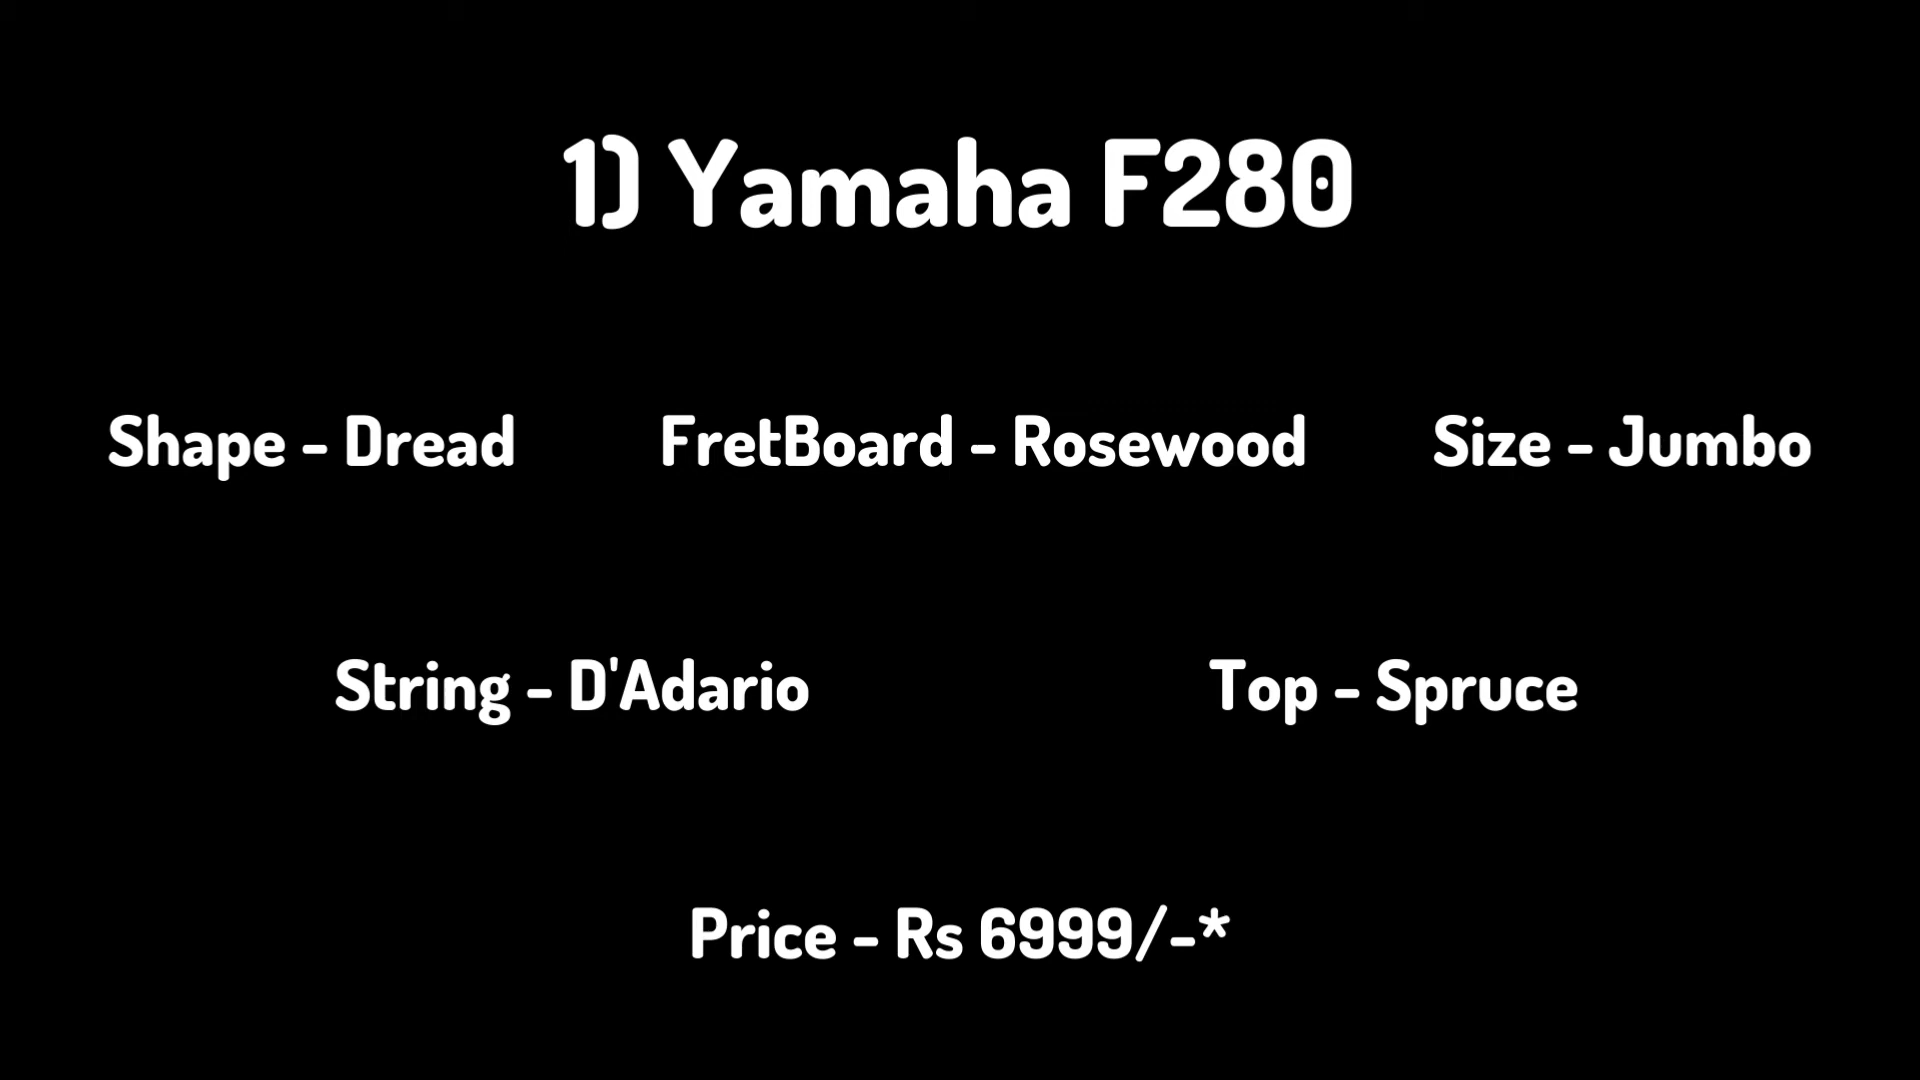 1) Yamaha F280
Shape - Dread FretBoard - Rosewood Size - Jumbo
String - D'Adario Top - Spruce
Price - Rs 6999/-*